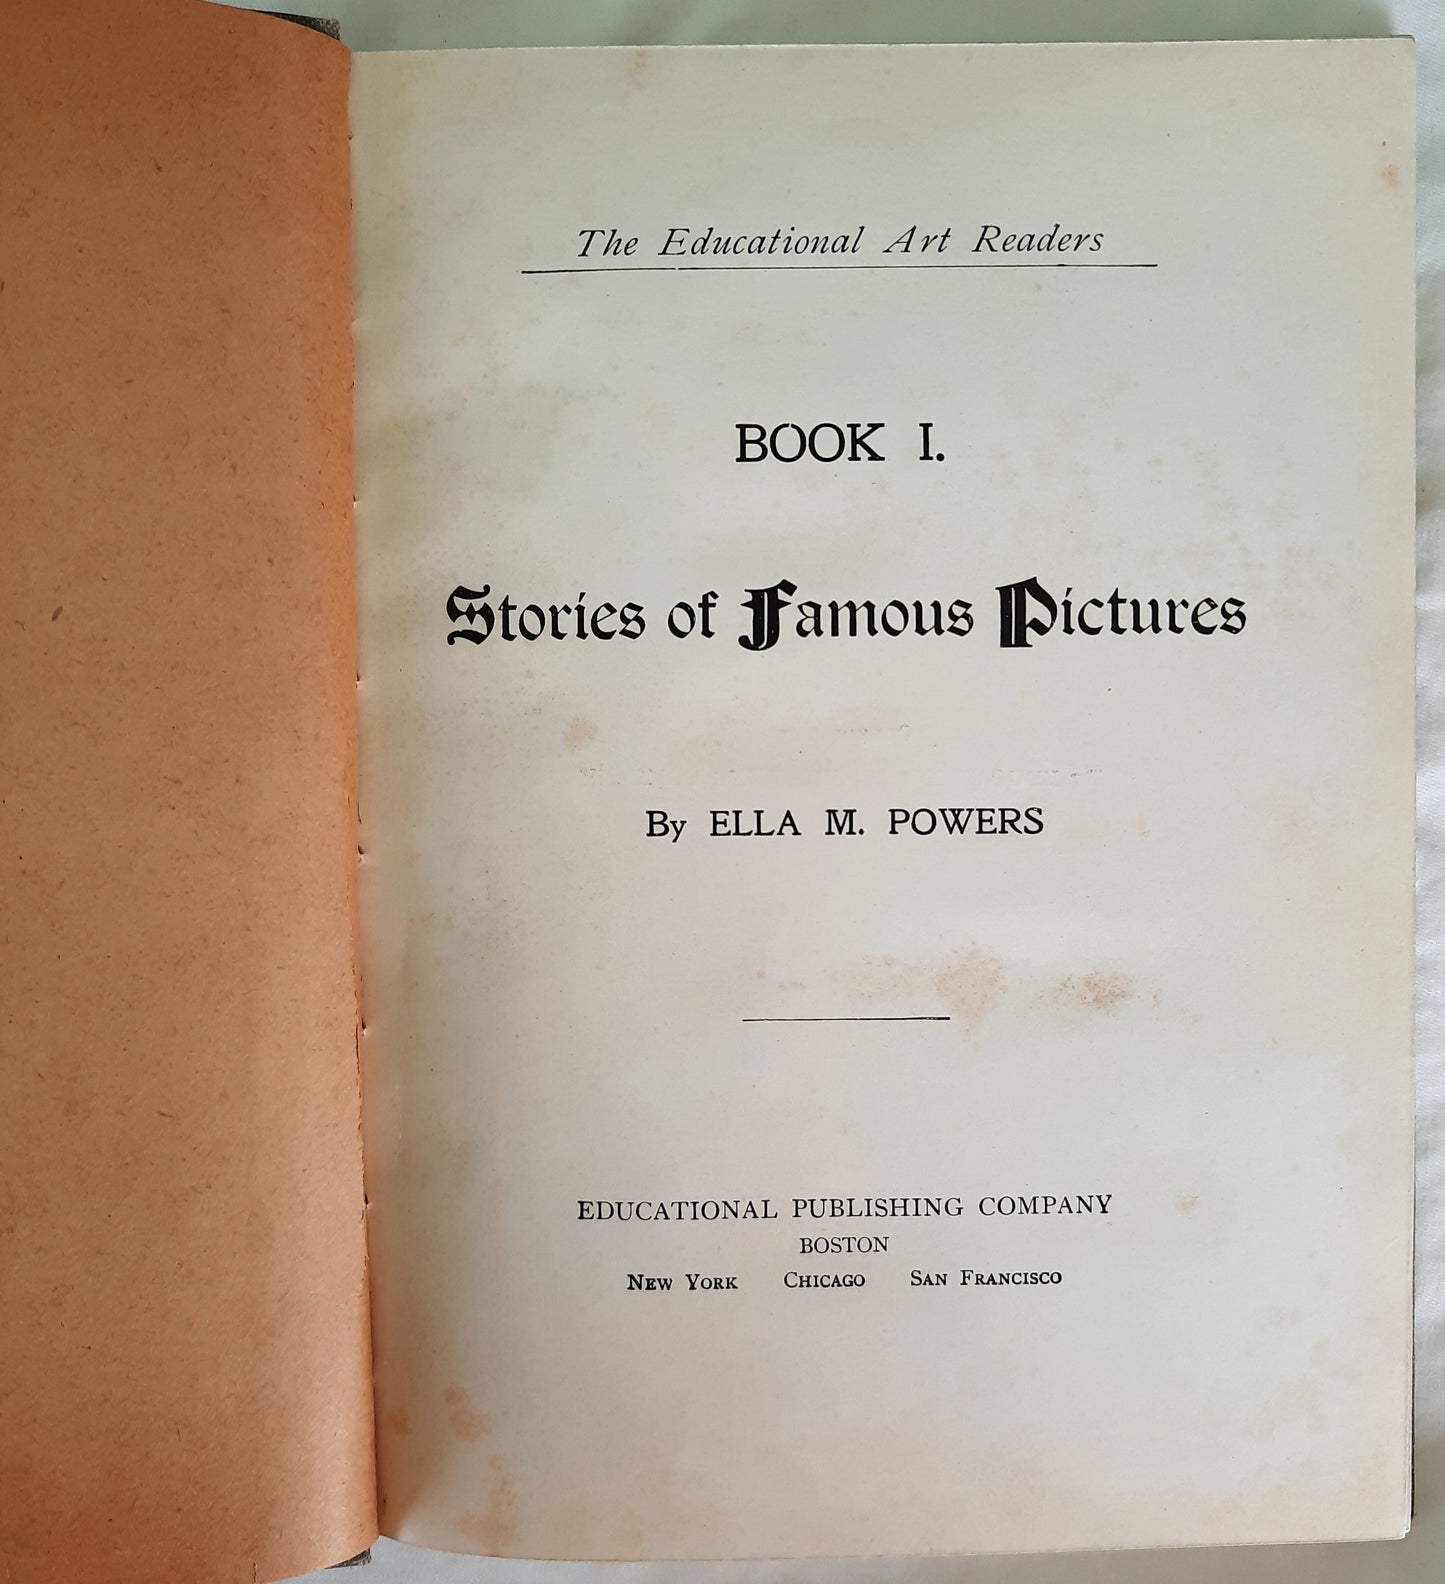 The Educational Art Readers
BOOK I.
Stories of Famous Pictures
By ELLA M. POWERS
EDUCATIONAL PUBLISHING COMPANY
BOSTON
NEW YORK CHICAGO SAN FRANCISCO